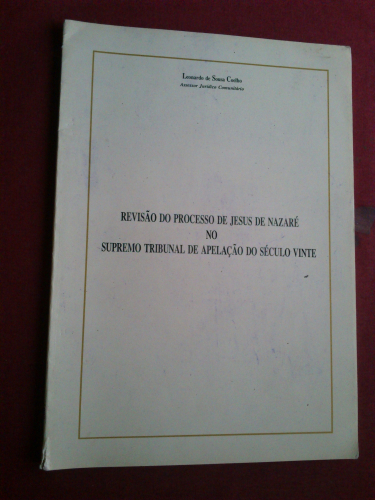 Leonardo de Sousa Coelho
Assessor Jurídico Comunitário
REVISÃO DO PROCESSO DE JESUS DE NAZARÉ
NO
SUPREMO TRIBUNAL DE APELAÇÃO DO SÉCULO VINTE